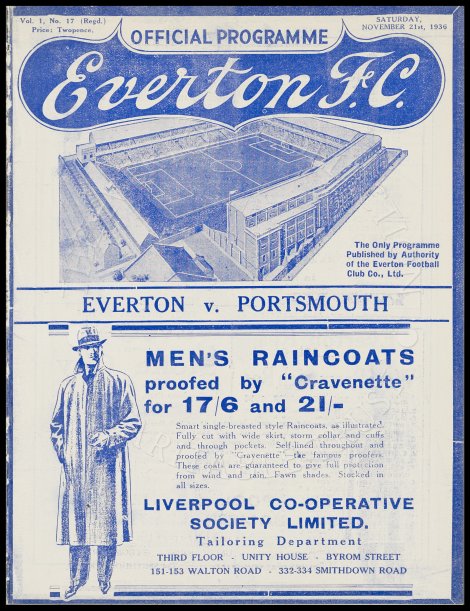 Vol. 1, No. 17 (Regd.)
Price; Twopence.
SATURDAY,
NOVEMBER 21st, 1936
OFFICIAL PROGRAMME
Everton F.C.
The Only Programme
Published by Authority
of the Everton Football
Club Co., Ltd.
EVERTON v. PORTSMOUTH
MEN'S RAINCOATS
proofed by "Cravenette"
for 17/6 and 21/-
Smart single-breasted style Raincoats, as illustrated.
Fully cut with wide skirt, storm collar and cuffs
and through pockets. Self-lined throughout and
proofed by "Cravenette"—the famous proofers.
These coats are guaranteed to give full protection
from wind and rain. Fawn shades. Stocked in
all sizes.
LIVERPOOL CO-OPERATIVE
SOCIETY LIMITED.
Tailoring Department
THIRD FLOOR - UNITY HOUSE - BYROM STREET
151-153 WALTON ROAD - 332-334 SMITHDOWN ROAD